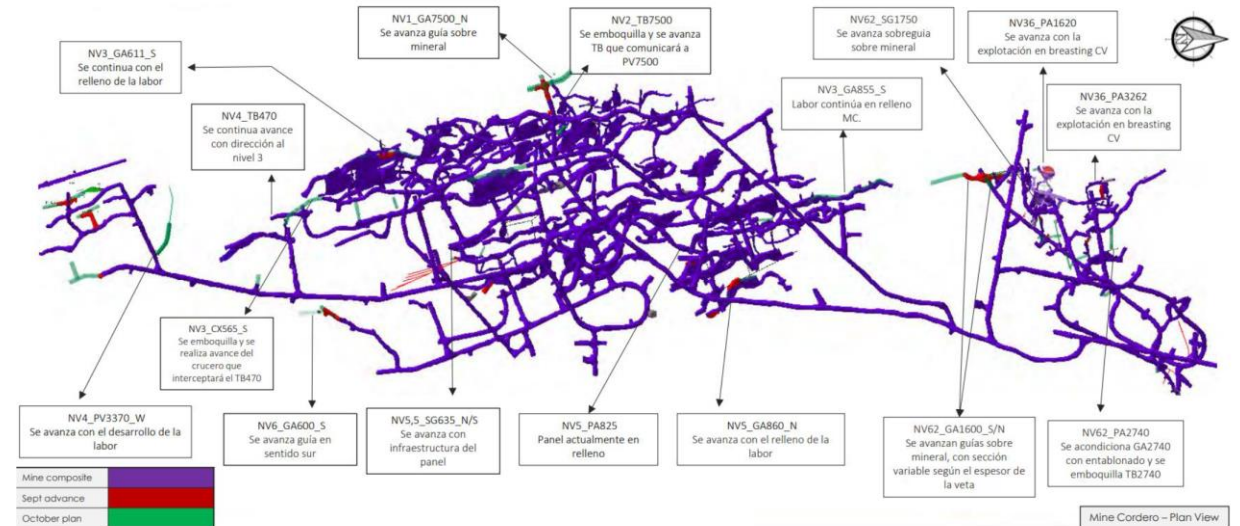 NV1_GA7500_N
Se avanza guía sobre
mineral
NV2_TB7500
Se emboquilla y se avanza
TB que comunicará a
PV7500
NV62_SG1750
Se avanza sobreguía
sobre mineral
NV36_PA1620
Se avanza con la
explotación en breasting CV
NV3_GA611_S
Se continua con el
relleno de la labor
NV3_GA855_S
Labor continúa en relleno
MC.
NV36_PA3262
Se avanza con la
explotación en breasting
CV
NV4_TB470
Se continua avance
con dirección al
nivel 3
NV3_CX565_S
Se emboquilla y se
realiza avance del
crucero que
interceptará el TB470
NV4_PV3370_W
Se avanza con el desarrollo de la
labor
NV6_GA600_S
Se avanza guía en
sentido sur
NV5,5_SG635_N/S
Se avanza con
infraestructura del
panel
NV5_PA825
Panel actualmente en
relleno
NV5_GA860_N
Se avanza con el relleno de la
labor
NV62_GA1600_S/N
Se avanzan guías sobre
mineral, con sección
variable según el espesor de
la veta
NV62_PA2740
Se acondiciona GA2740
con entablonado y se
emboquilla TB2740
Mine composite
Sept advance
October plan
Mine Cordero – Plan View